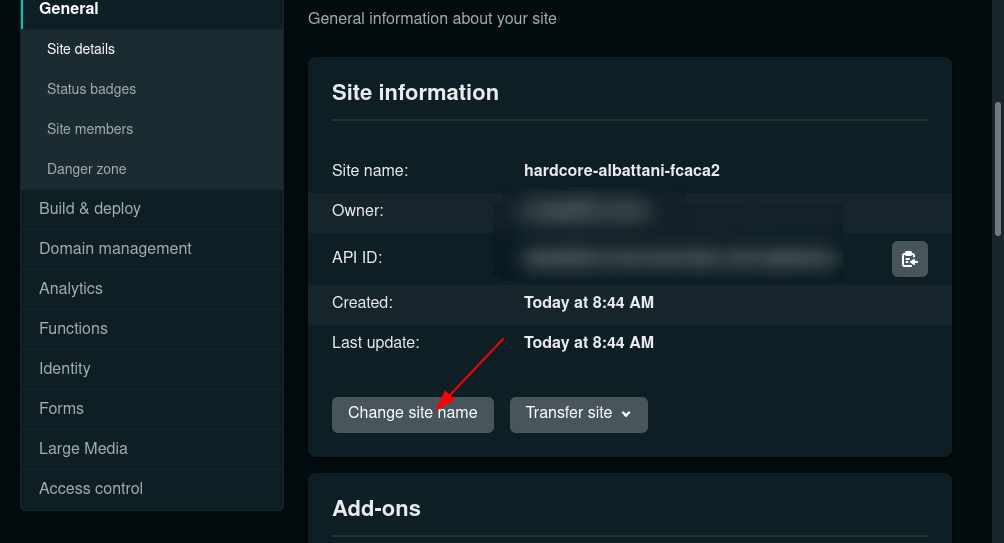 General
Site details
Status badges
Site members
Danger zone
Build & deploy
Domain management
Analytics
Functions
Identity
Forms
Large Media
Access control
General information about your site
Site information
Site name: hardcore-albattani-fcaca2
Owner:
API ID:
Created: Today at 8:44 AM
Last update: Today at 8:44 AM
Change site name Transfer site
Add-ons